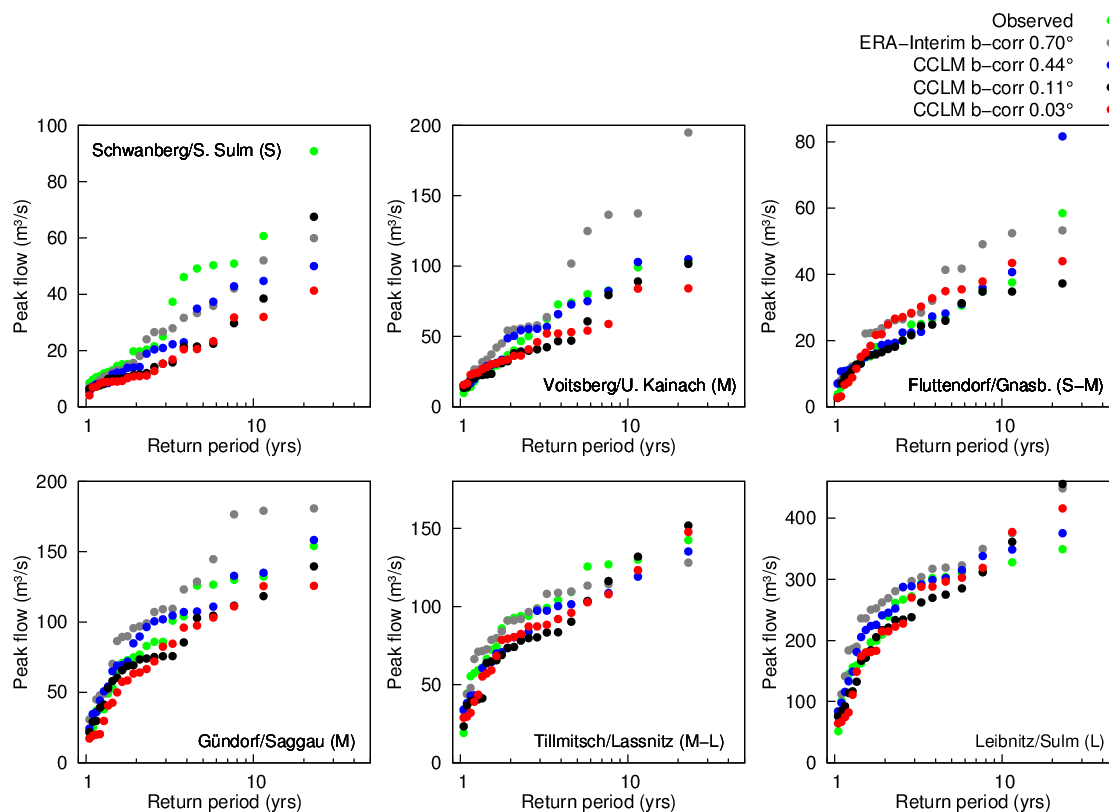 Observed
ERA−Interim b−corr 0.70°
CCLM b−corr 0.44°
CCLM b−corr 0.11°
CCLM b−corr 0.03°
100
80
60
40
20
0
Peak flow (m³/s)
Schwanberg/S. Sulm (S)
1
10
Return period (yrs)
200
150
100
50
0
Peak flow (m³/s)
Voitsberg/U. Kainach (M)
1
10
Return period (yrs)
80
60
40
20
0
Peak flow (m³/s)
Fluttendorf/Gnasb. (S−M)
1
10
Return period (yrs)
200
150
100
50
0
Peak flow (m³/s)
Gündorf/Saggau (M)
1
10
Return period (yrs)
150
100
50
0
Peak flow (m³/s)
Tillmitsch/Lassnitz (M−L)
1
10
Return period (yrs)
400
300
200
100
0
Peak flow (m³/s)
Leibnitz/Sulm (L)
1
10
Return period (yrs)